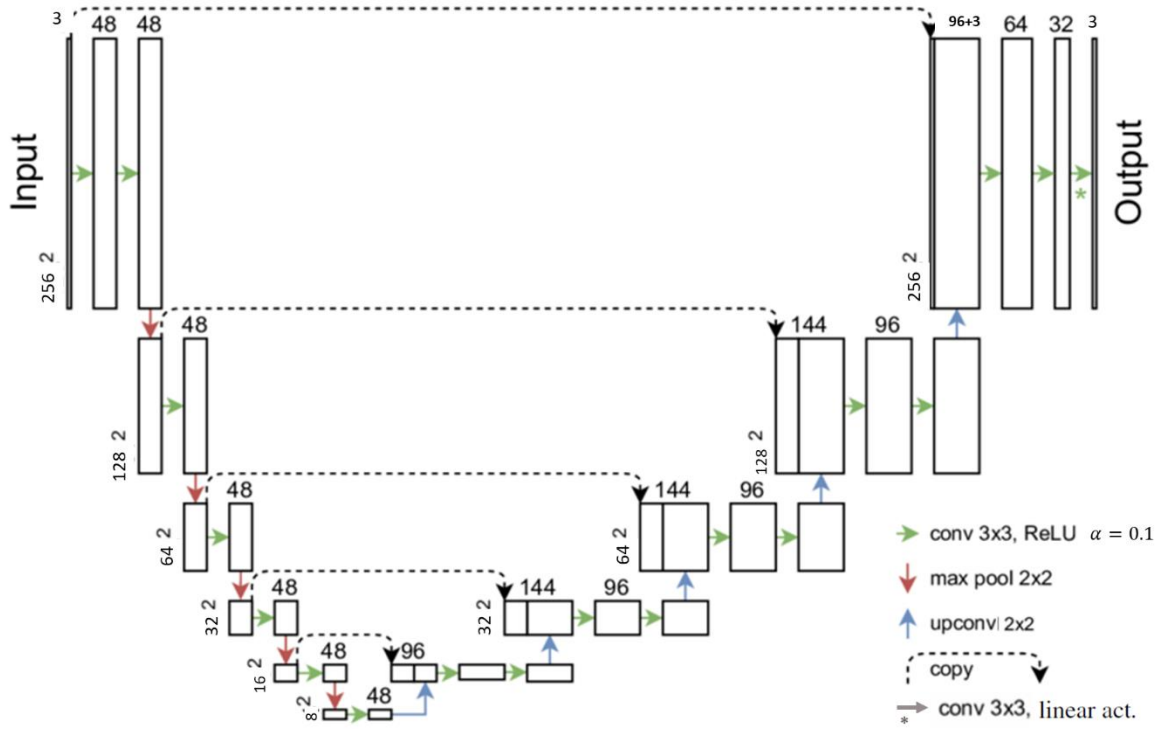 3 48 48 96+3 64 32 3
Input
Output
256 2
256 2
*
48 144 96
128 2
128 2
48 144 96
64 2
64 2
48 144 96
32 2
32 2
48 96
16 2
48
8 2
conv 3x3, ReLU α = 0.1
max pool 2x2
upconv 2x2
copy
* conv 3x3, linear act.